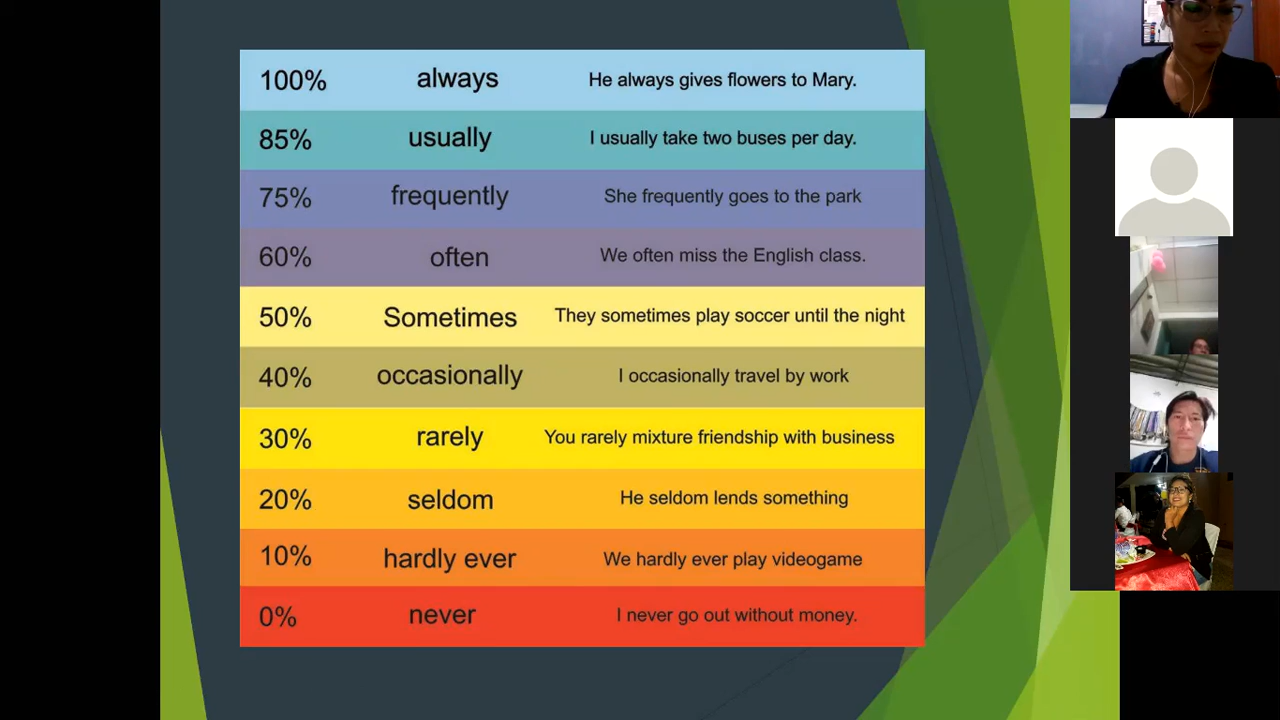 100% always He always gives flowers to Mary.
85% usually I usually take two buses per day.
75% frequently She frequently goes to the park
60% often We often miss the English class.
50% Sometimes They sometimes play soccer until the night
40% occasionally I occasionally travel by work
30% rarely You rarely mixture friendship with business
20% seldom He seldom lends something
10% hardly ever We hardly ever play videogame
0% never I never go out without money.